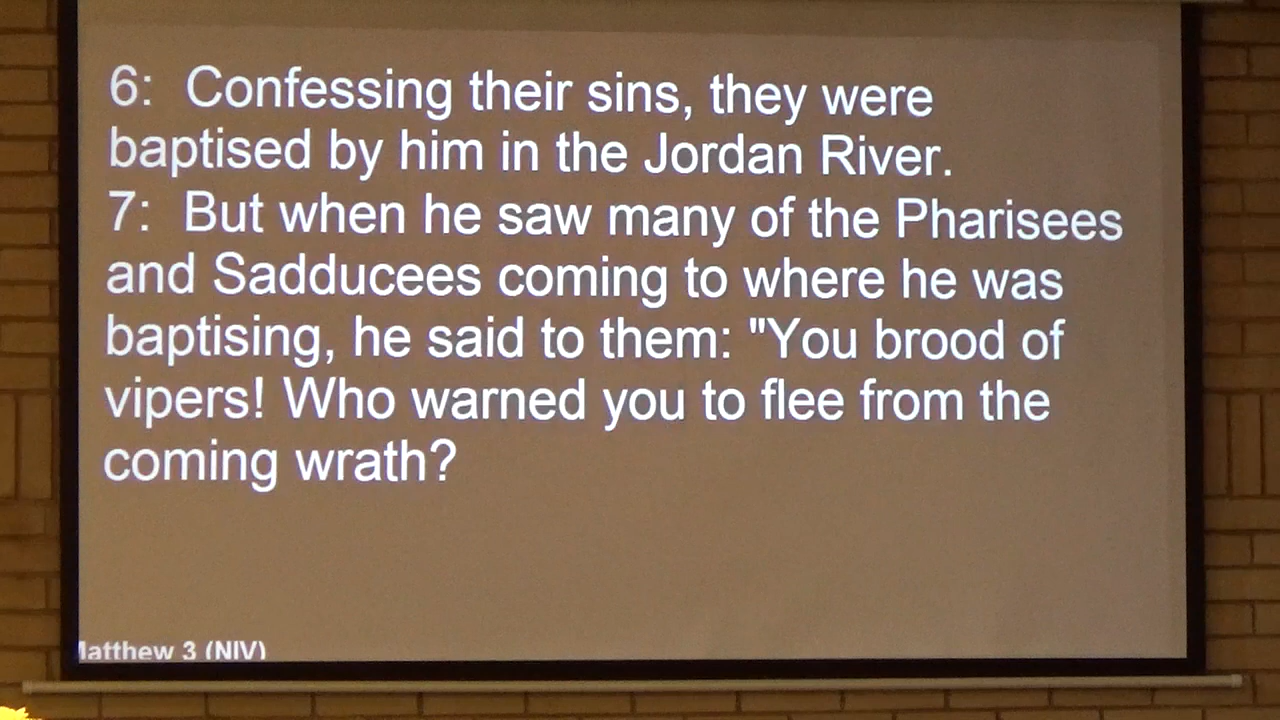 6: Confessing their sins, they were
baptised by him in the Jordan River.
7: But when he saw many of the Pharisees
and Sadducees coming to where he was
baptising, he said to them: "You brood of
vipers! Who warned you to flee from the
coming wrath?
Matthew 3 (NIV)